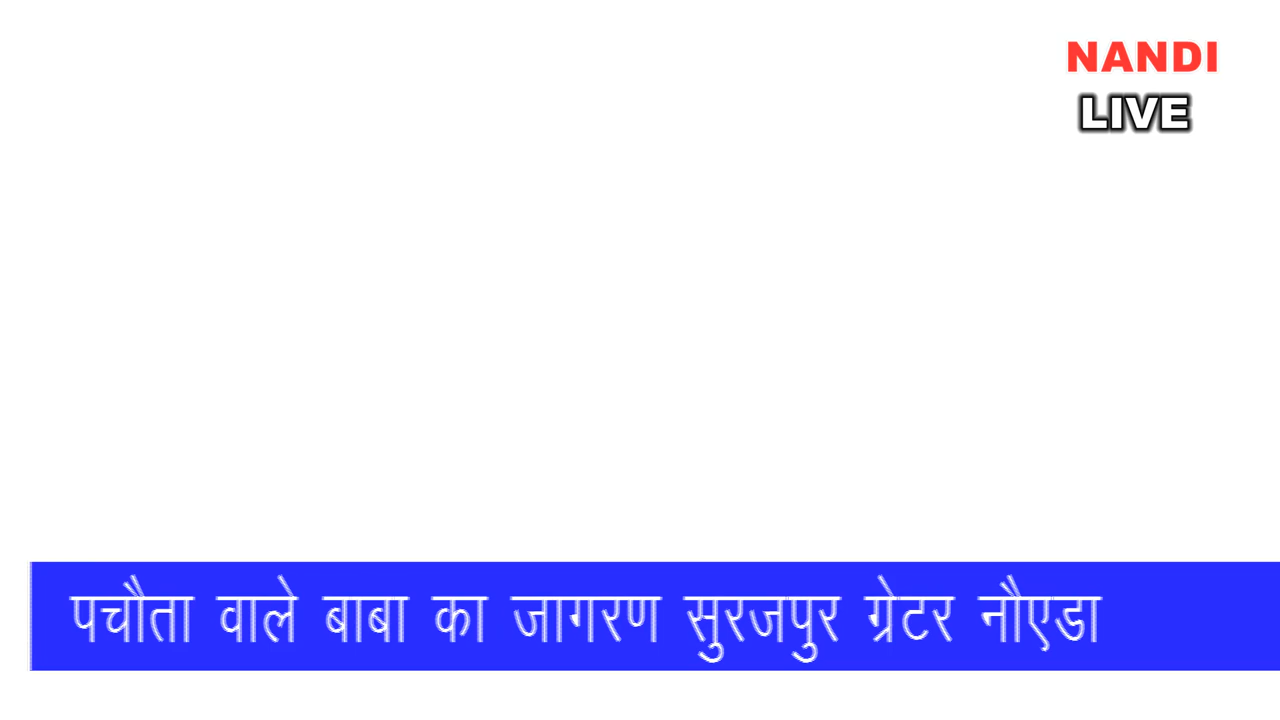 NANDI
LIVE
पचौता वाले बाबा का जागरण सुरजपुर ग्रेटर नौएडा